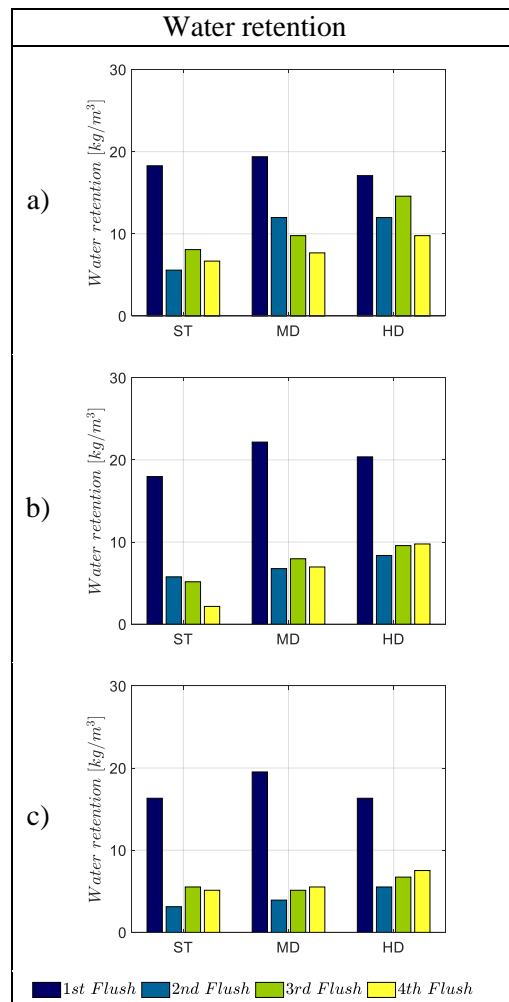 Water retention
a)
Water retention [kg/m³]
30
20
10
0
ST MD HD
b)
Water retention [kg/m³]
30
20
10
0
ST MD HD
c)
Water retention [kg/m³]
30
20
10
0
ST MD HD
1st Flush 2nd Flush 3rd Flush 4th Flush